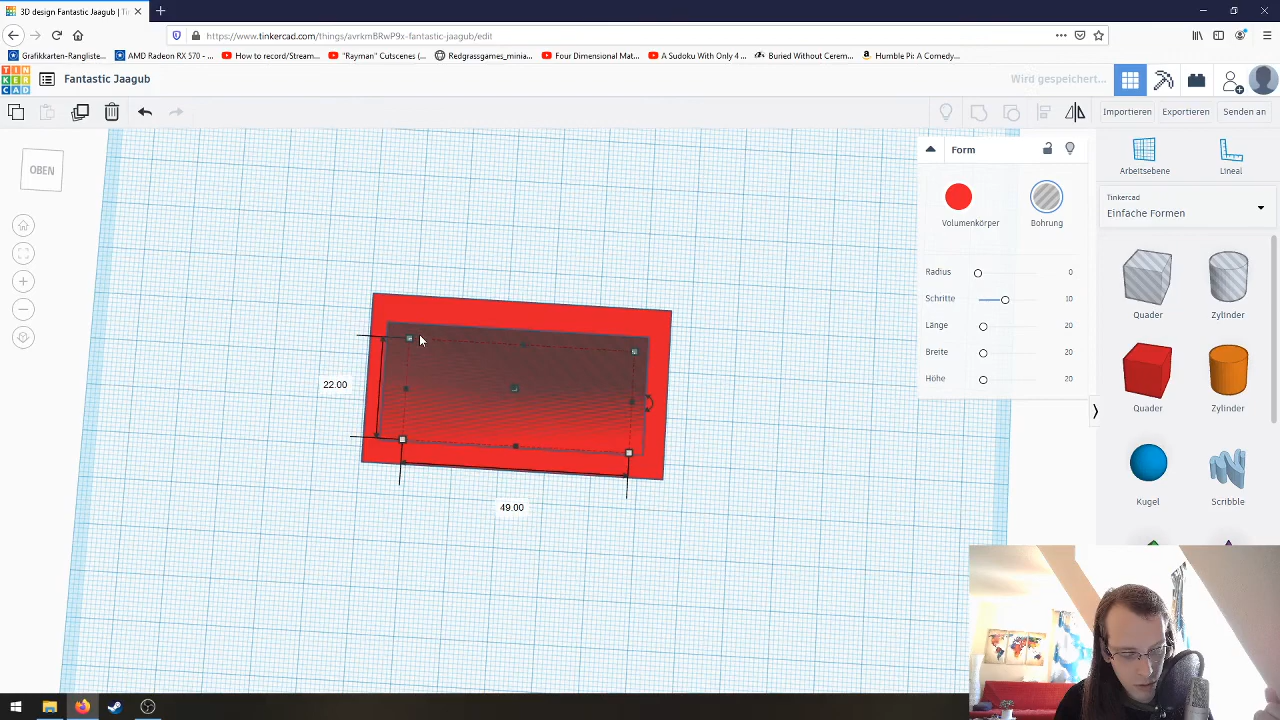 3D design Fantastic Jaagub | Tin
https://www.tinkercad.com/things/avrkmBRwP9x-fantastic-jaagub/edit
Grafikkarten-Rangliste...
AMD Radeon RX 570 - ...
How to record/Stream...
"Rayman" Cutscenes (...
Redgrassgames_minia...
Four Dimensional Mat...
A Sudoku With Only 4 ...
Buried Without Cerem...
Humble Pi A Comedy...
TIN
KER
CAD
Fantastic Jaagub
Wird gespeichert...
Importieren
Exportieren
Senden an
OBEN
Form
Volumenkörper
Bohrung
Radius 0
Schritte 10
Länge 20
Breite 20
Höhe 20
Arbeitsebene
Lineal
Tinkercad
Einfache Formen
Quader
Zylinder
Quader
Zylinder
Kugel
Scribble
22.00
49.00